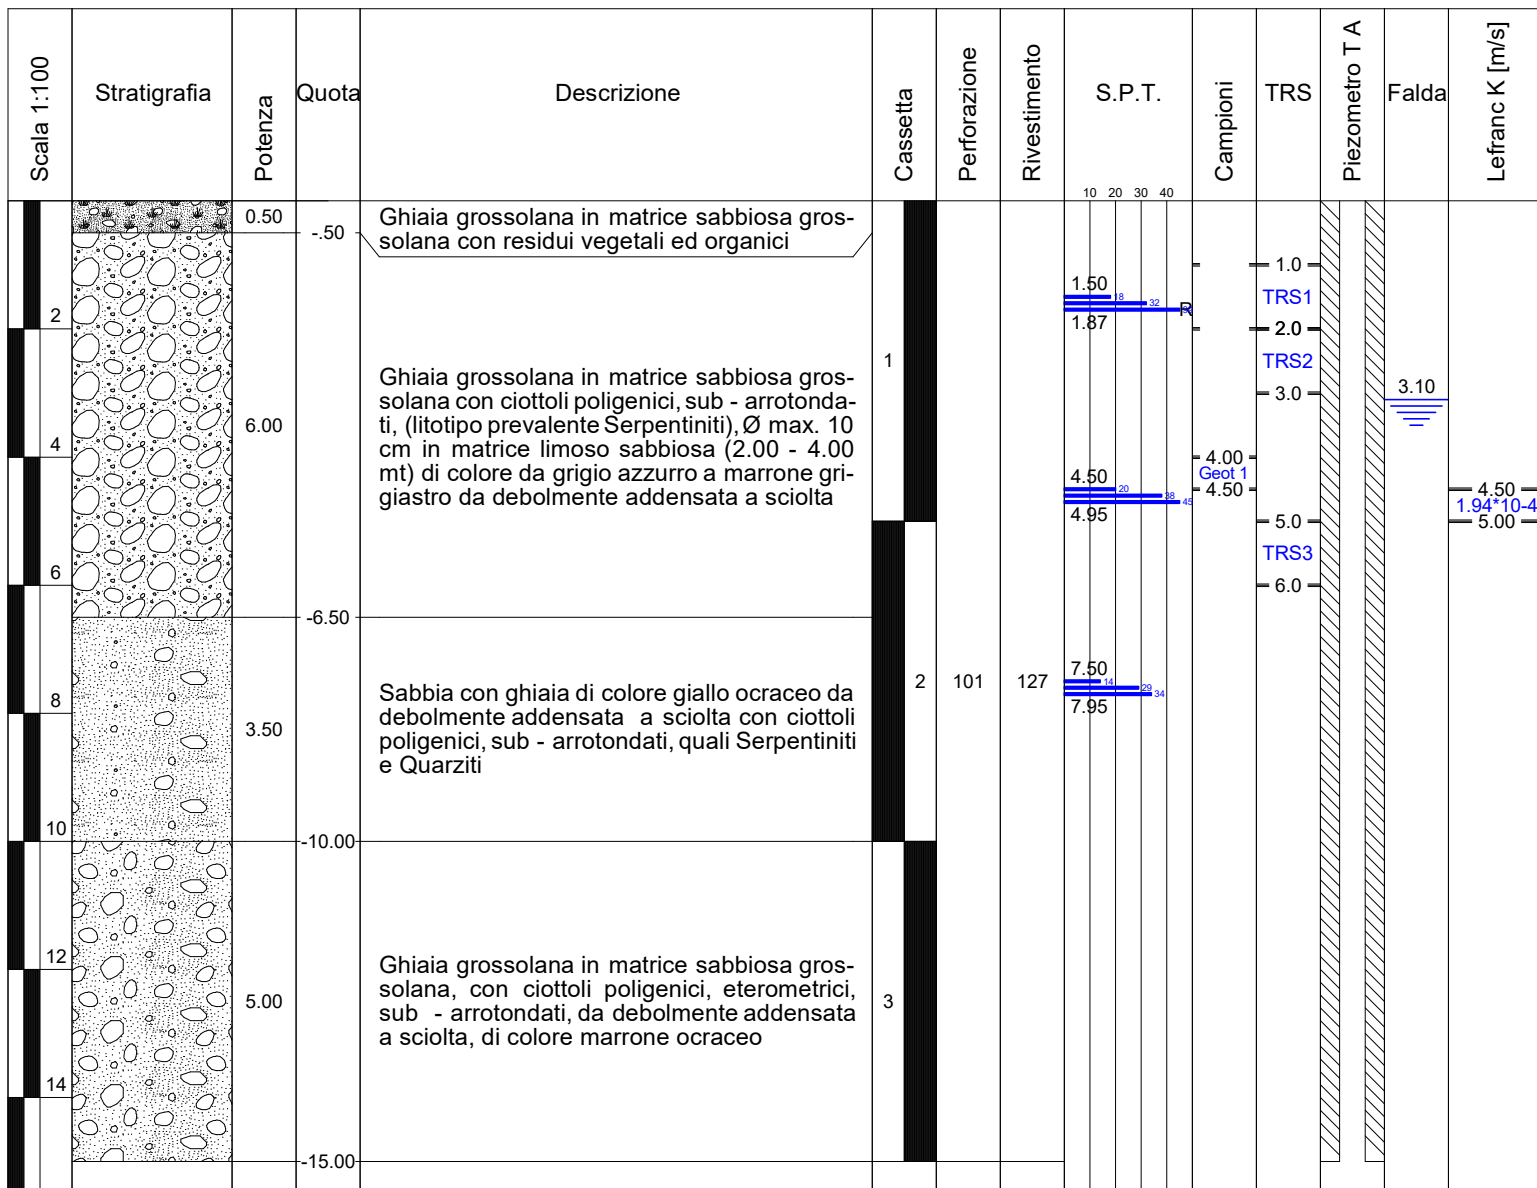 Scala 1:100
Stratigrafia
Potenza
Quota
Descrizione
Cassetta
Perforazione
Rivestimento
S.P.T.
Campioni
TRS
Piezometro T A
Falda
Lefranc K [m/s]
10 20 30 40
0.50
-.50
Ghiaia grossolana in matrice sabbiosa gros-
solana con residui vegetali ed organici
1.0
1.50
18
32
R
1.87
TRS1
2.0
2
TRS2
3.0
3.10
1
Ghiaia grossolana in matrice sabbiosa gros-
solana con ciottoli poligenici, sub - arrotonda-
ti, (litotipo prevalente Serpentiniti), Ø max. 10
cm in matrice limoso sabbiosa (2.00 - 4.00
mt) di colore da grigio azzurro a marrone gri-
giastro da debolmente addensata a sciolta
6.00
4
4.00
Geot 1
4.50
4.50
20
38
45
4.95
4.50
1.94*10-4
5.00
5.0
TRS3
6.0
6
-6.50
7.50
14
29
34
7.95
2
101
127
8
3.50
Sabbia con ghiaia di colore giallo ocraceo da
debolmente addensata a sciolta con ciottoli
poligenici, sub - arrotondati, quali Serpentiniti
e Quarziti
10
-10.00
12
5.00
Ghiaia grossolana in matrice sabbiosa gros-
solana, con ciottoli poligenici, eterometrici,
sub - arrotondati, da debolmente addensata
a sciolta, di colore marrone ocraceo
3
14
-15.00